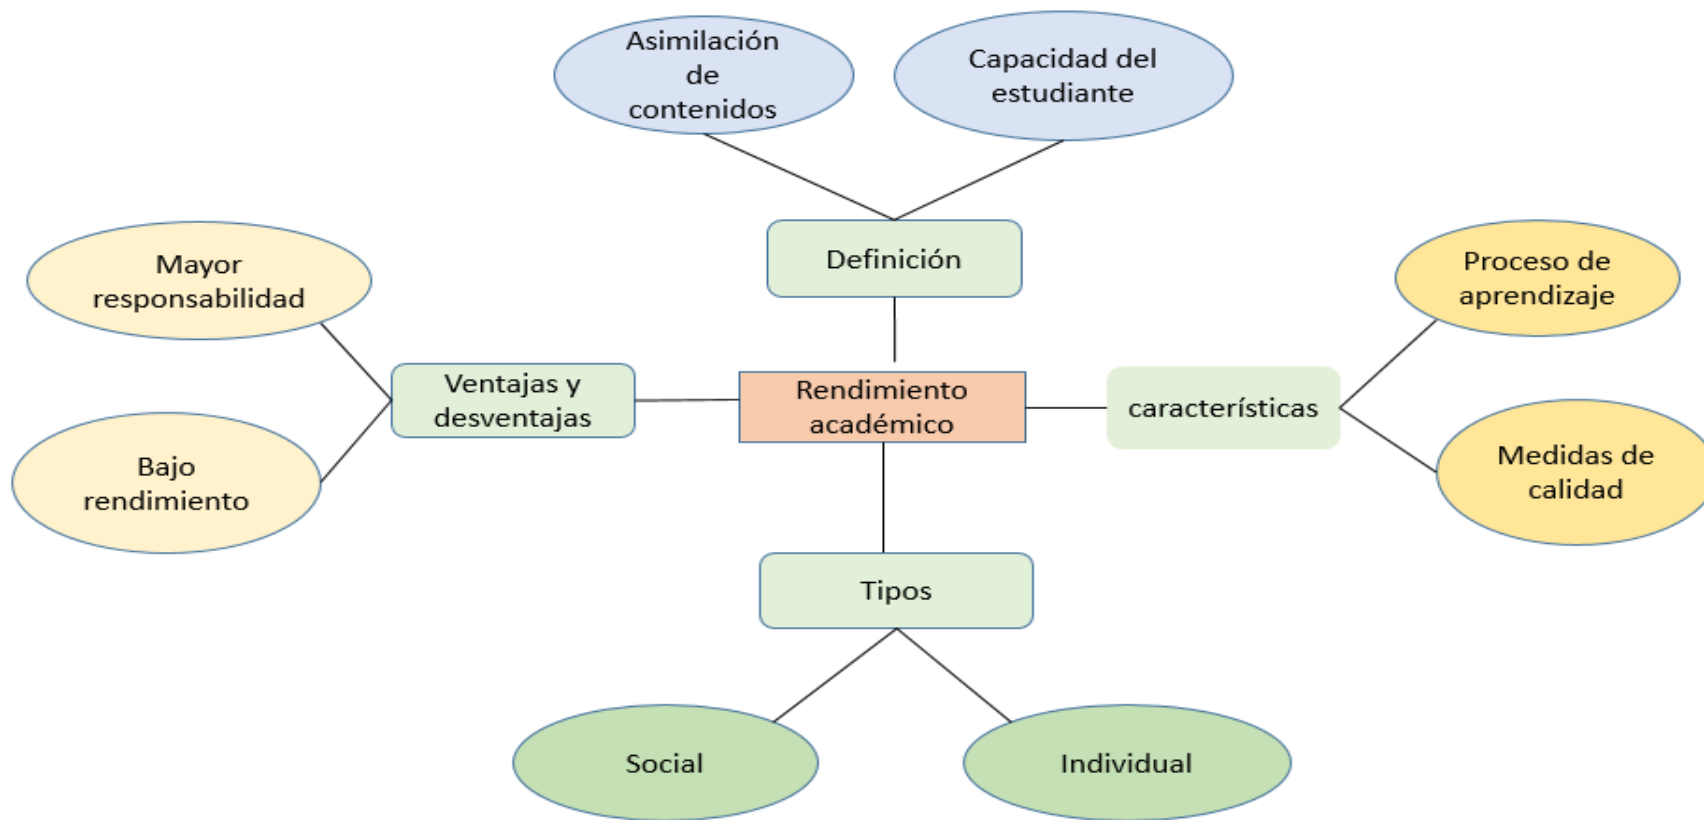 Asimilación
de
contenidos
Capacidad del
estudiante
Definición
Mayor
responsabilidad
Bajo
rendimiento
Ventajas y
desventajas
Rendimiento
académico
características
Proceso de
aprendizaje
Medidas de
calidad
Tipos
Social
Individual